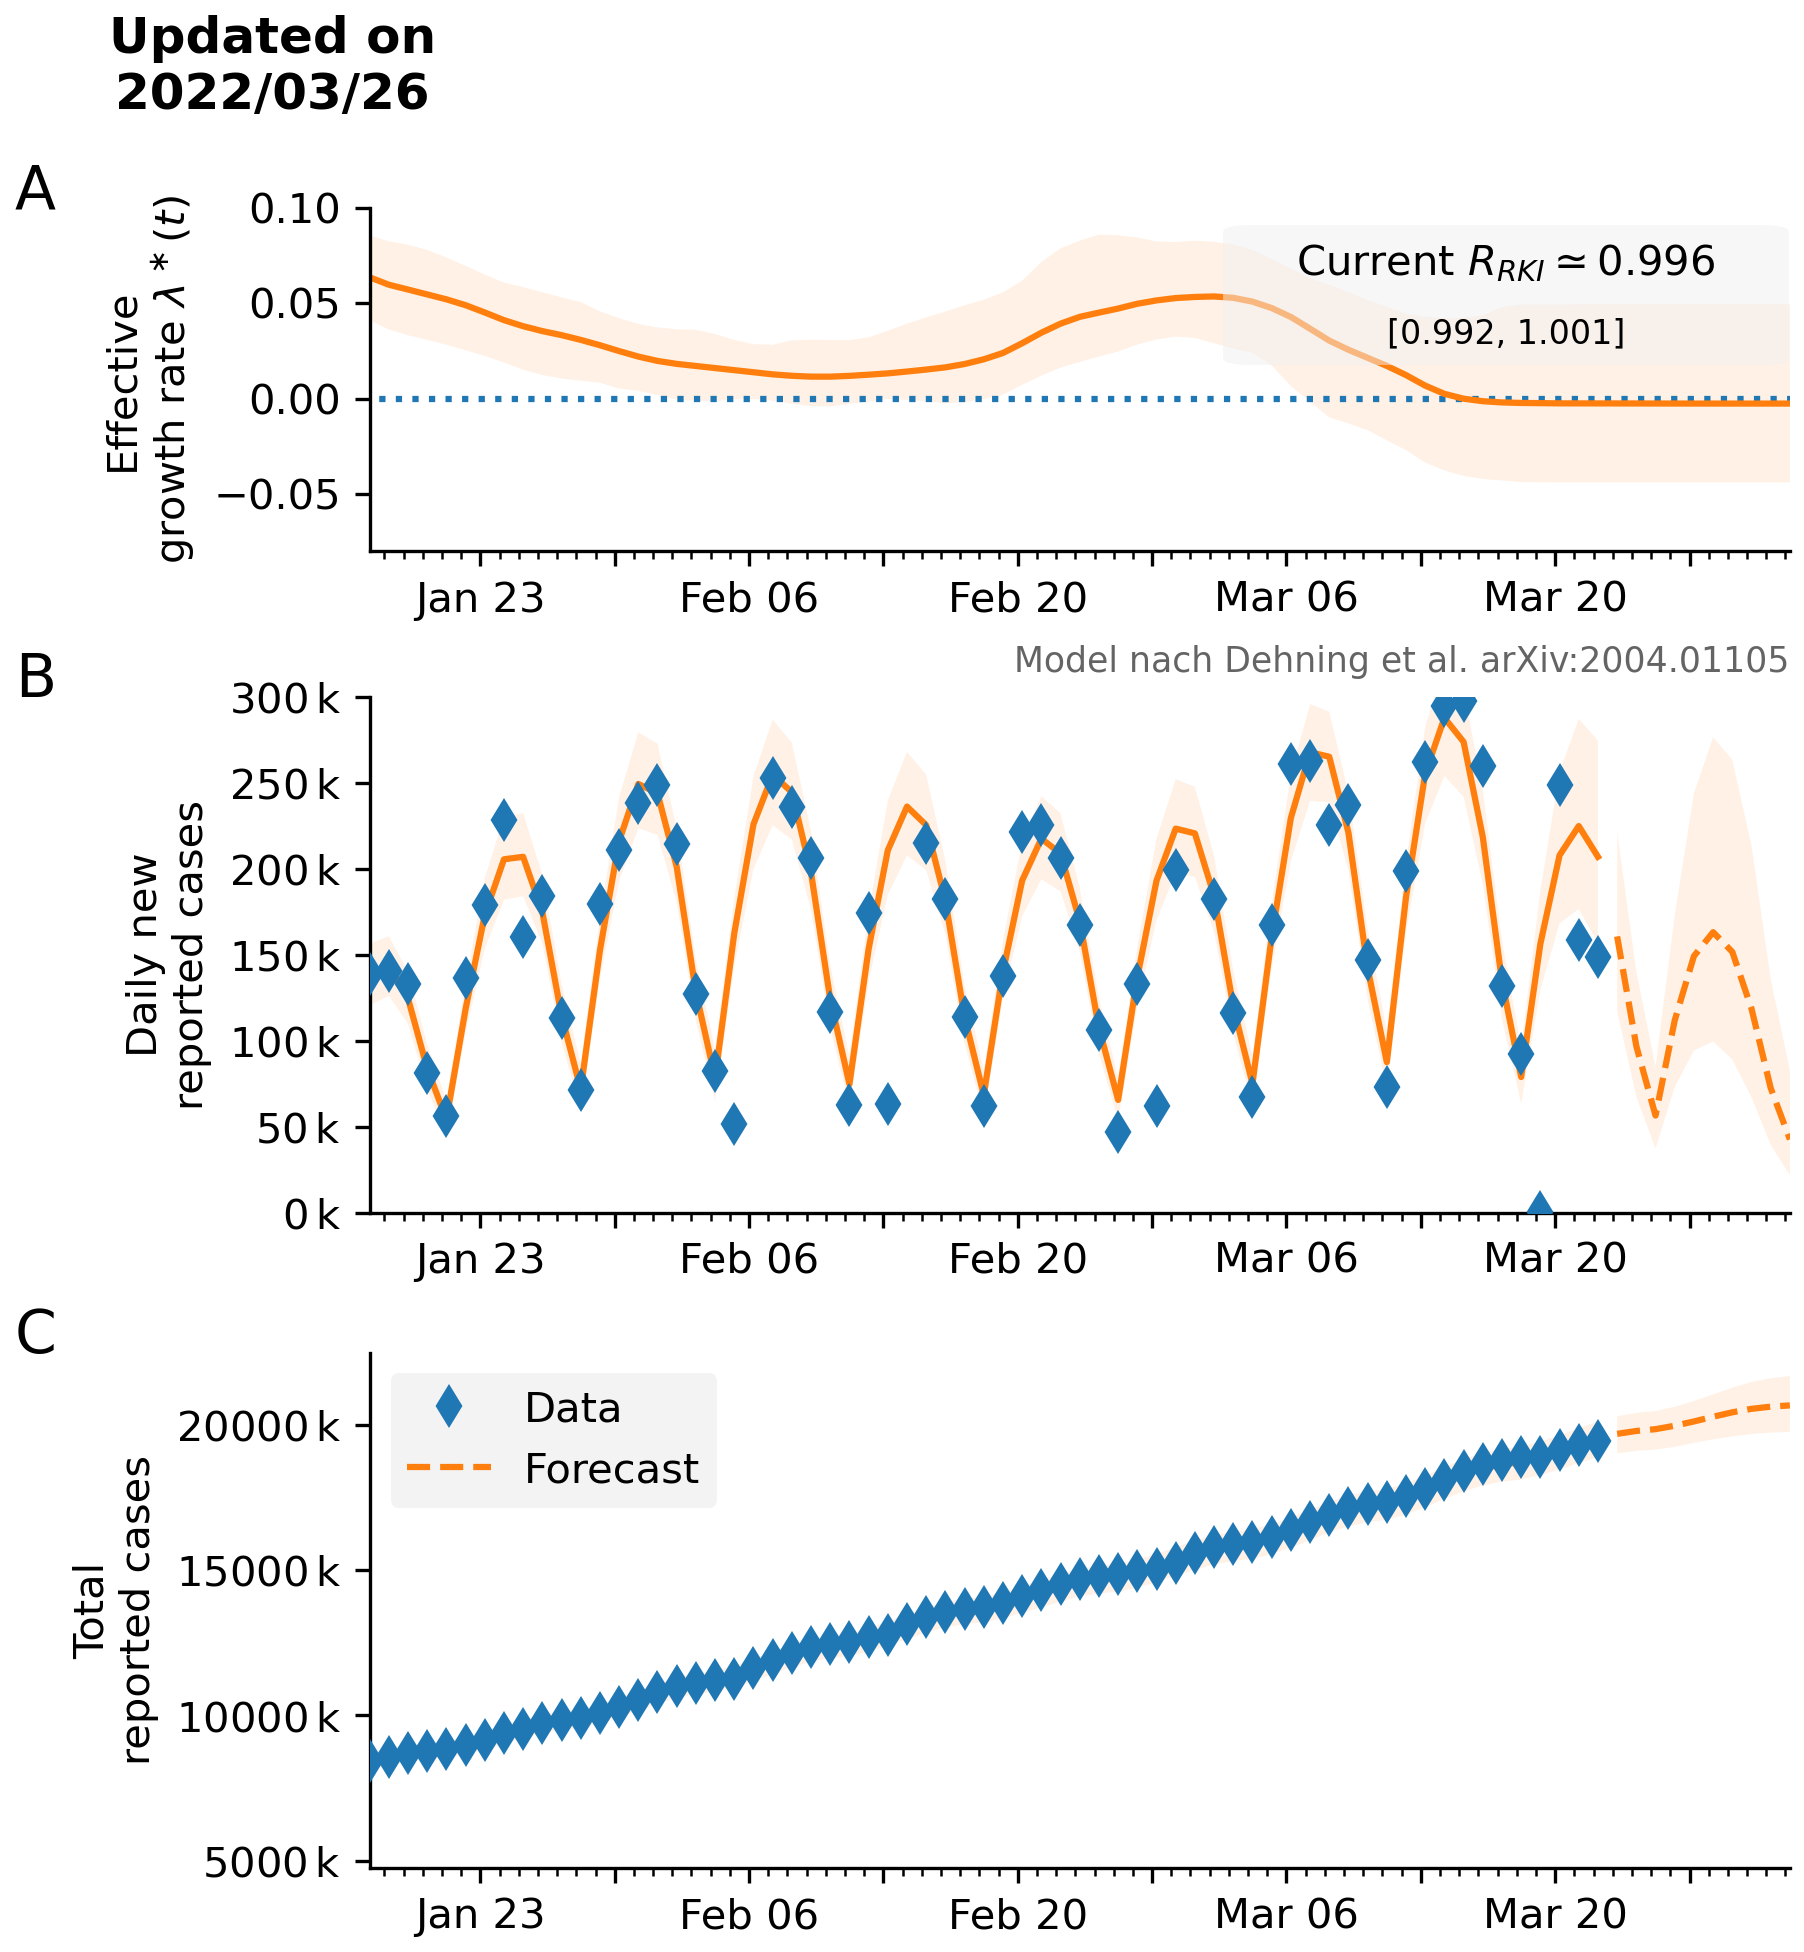 Updated on
2022/03/26
A
Effective
growth rate λ * (t)
0.10
0.05
0.00
−0.05
Current R_RKI ≃ 0.996
[0.992, 1.001]
Jan 23
Feb 06
Feb 20
Mar 06
Mar 20
Model nach Dehning et al. arXiv:2004.01105
B
Daily new
reported cases
300 k
250 k
200 k
150 k
100 k
50 k
0 k
Jan 23
Feb 06
Feb 20
Mar 06
Mar 20
C
Total
reported cases
20000 k
15000 k
10000 k
5000 k
Data
Forecast
Jan 23
Feb 06
Feb 20
Mar 06
Mar 20